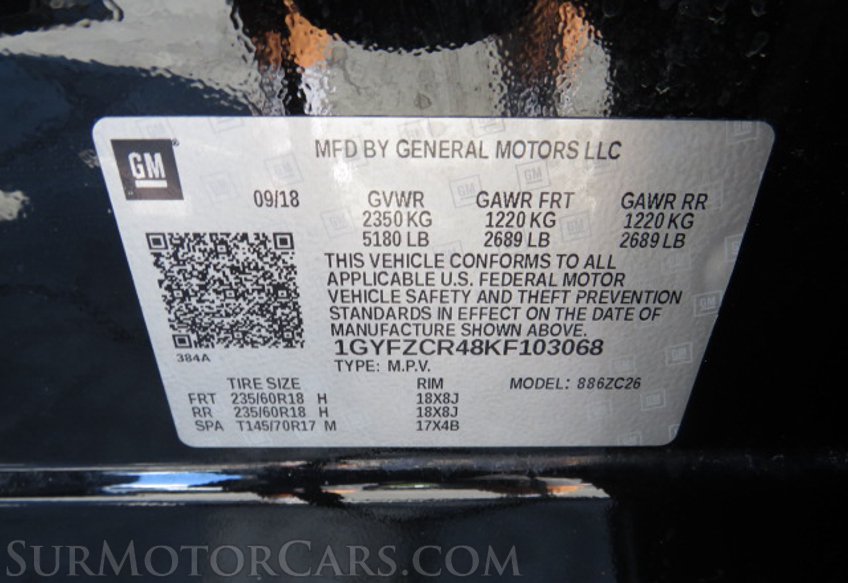 GM
MFD BY GENERAL MOTORS LLC
09/18 GVWR GAWR FRT GAWR RR
2350 KG 1220 KG 1220 KG
5180 LB 2689 LB 2689 LB
THIS VEHICLE CONFORMS TO ALL
APPLICABLE U.S. FEDERAL MOTOR
VEHICLE SAFETY AND THEFT PREVENTION
STANDARDS IN EFFECT ON THE DATE OF
MANUFACTURE SHOWN ABOVE.
1GYFZCR48KF103068
384A
TYPE: M.P.V.
TIRE SIZE RIM MODEL: 886ZC26
FRT 235/60R18 H 18X8J
RR 235/60R18 H 18X8J
SPA T145/70R17 M 17X4B
SurMotorCars.com